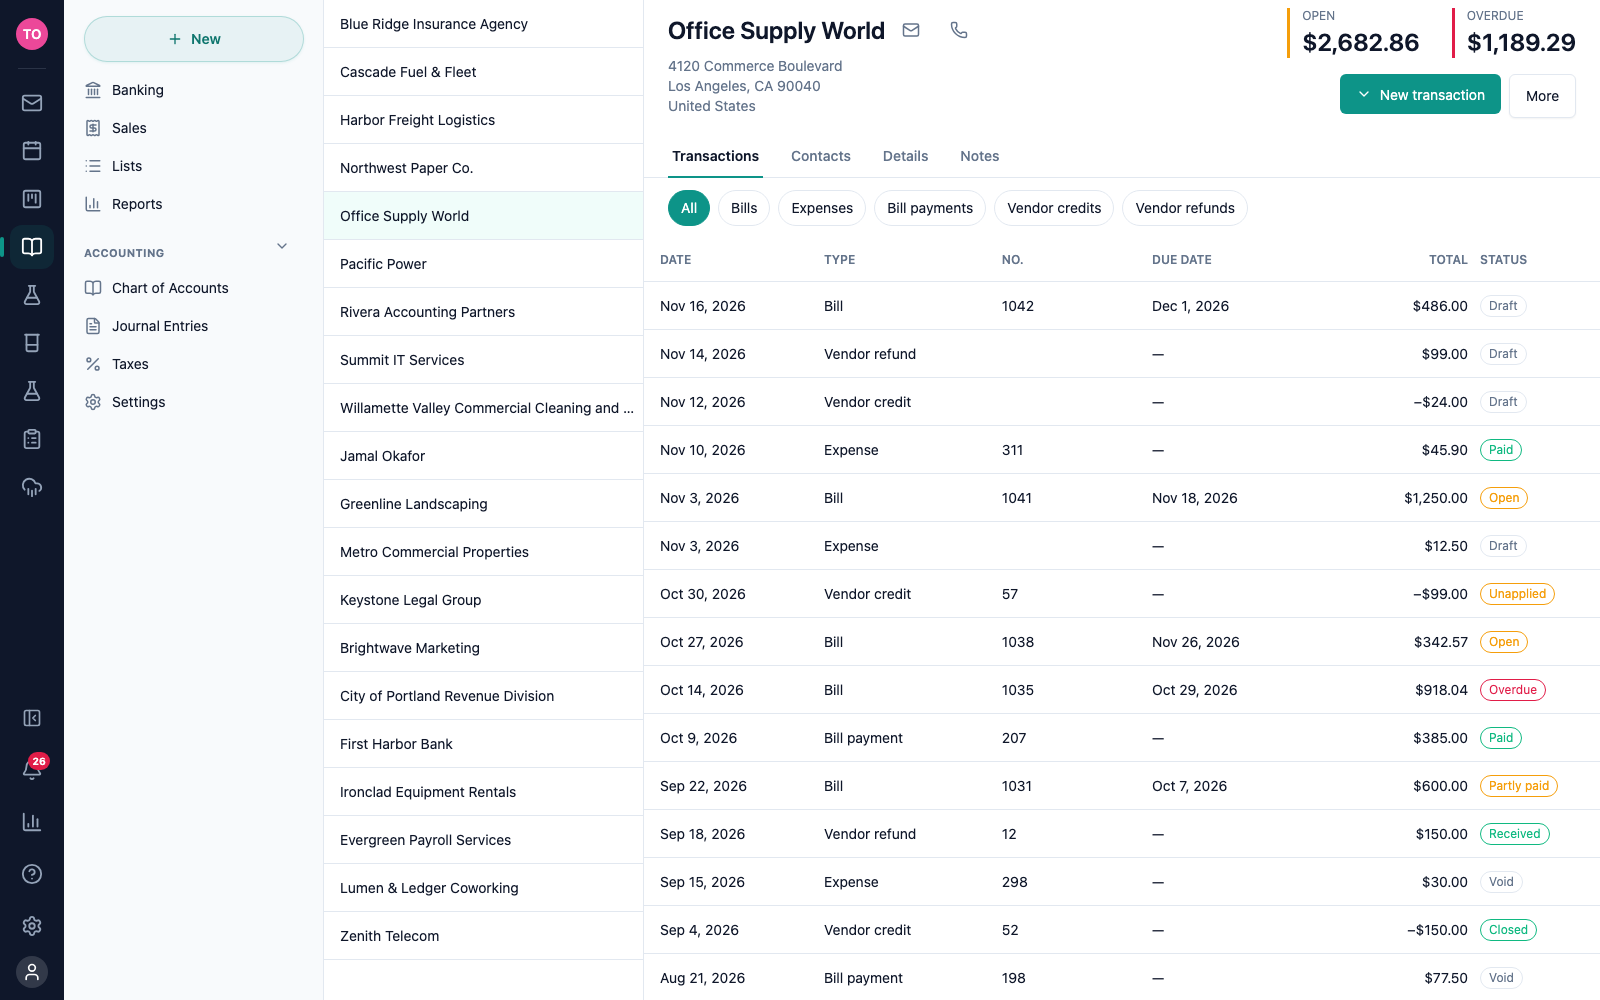 TO
26
New
Banking
Sales
Lists
Reports
ACCOUNTING
Chart of Accounts
Journal Entries
Taxes
Settings
Blue Ridge Insurance Agency
Cascade Fuel & Fleet
Harbor Freight Logistics
Northwest Paper Co.
Office Supply World
Pacific Power
Rivera Accounting Partners
Summit IT Services
Willamette Valley Commercial Cleaning and ...
Jamal Okafor
Greenline Landscaping
Metro Commercial Properties
Keystone Legal Group
Brightwave Marketing
City of Portland Revenue Division
First Harbor Bank
Ironclad Equipment Rentals
Evergreen Payroll Services
Lumen & Ledger Coworking
Zenith Telecom
Office Supply World
4120 Commerce Boulevard
Los Angeles, CA 90040
United States
OPEN
$2,682.86
OVERDUE
$1,189.29
New transaction
More
Transactions Contacts Details Notes
All Bills Expenses Bill payments Vendor credits Vendor refunds
DATE TYPE NO. DUE DATE TOTAL STATUS
Nov 16, 2026 Bill 1042 Dec 1, 2026 $486.00 Draft
Nov 14, 2026 Vendor refund — $99.00 Draft
Nov 12, 2026 Vendor credit — –$24.00 Draft
Nov 10, 2026 Expense 311 — $45.90 Paid
Nov 3, 2026 Bill 1041 Nov 18, 2026 $1,250.00 Open
Nov 3, 2026 Expense — $12.50 Draft
Oct 30, 2026 Vendor credit 57 — –$99.00 Unapplied
Oct 27, 2026 Bill 1038 Nov 26, 2026 $342.57 Open
Oct 14, 2026 Bill 1035 Oct 29, 2026 $918.04 Overdue
Oct 9, 2026 Bill payment 207 — $385.00 Paid
Sep 22, 2026 Bill 1031 Oct 7, 2026 $600.00 Partly paid
Sep 18, 2026 Vendor refund 12 — $150.00 Received
Sep 15, 2026 Expense 298 — $30.00 Void
Sep 4, 2026 Vendor credit 52 — –$150.00 Closed
Aug 21, 2026 Bill payment 198 — $77.50 Void